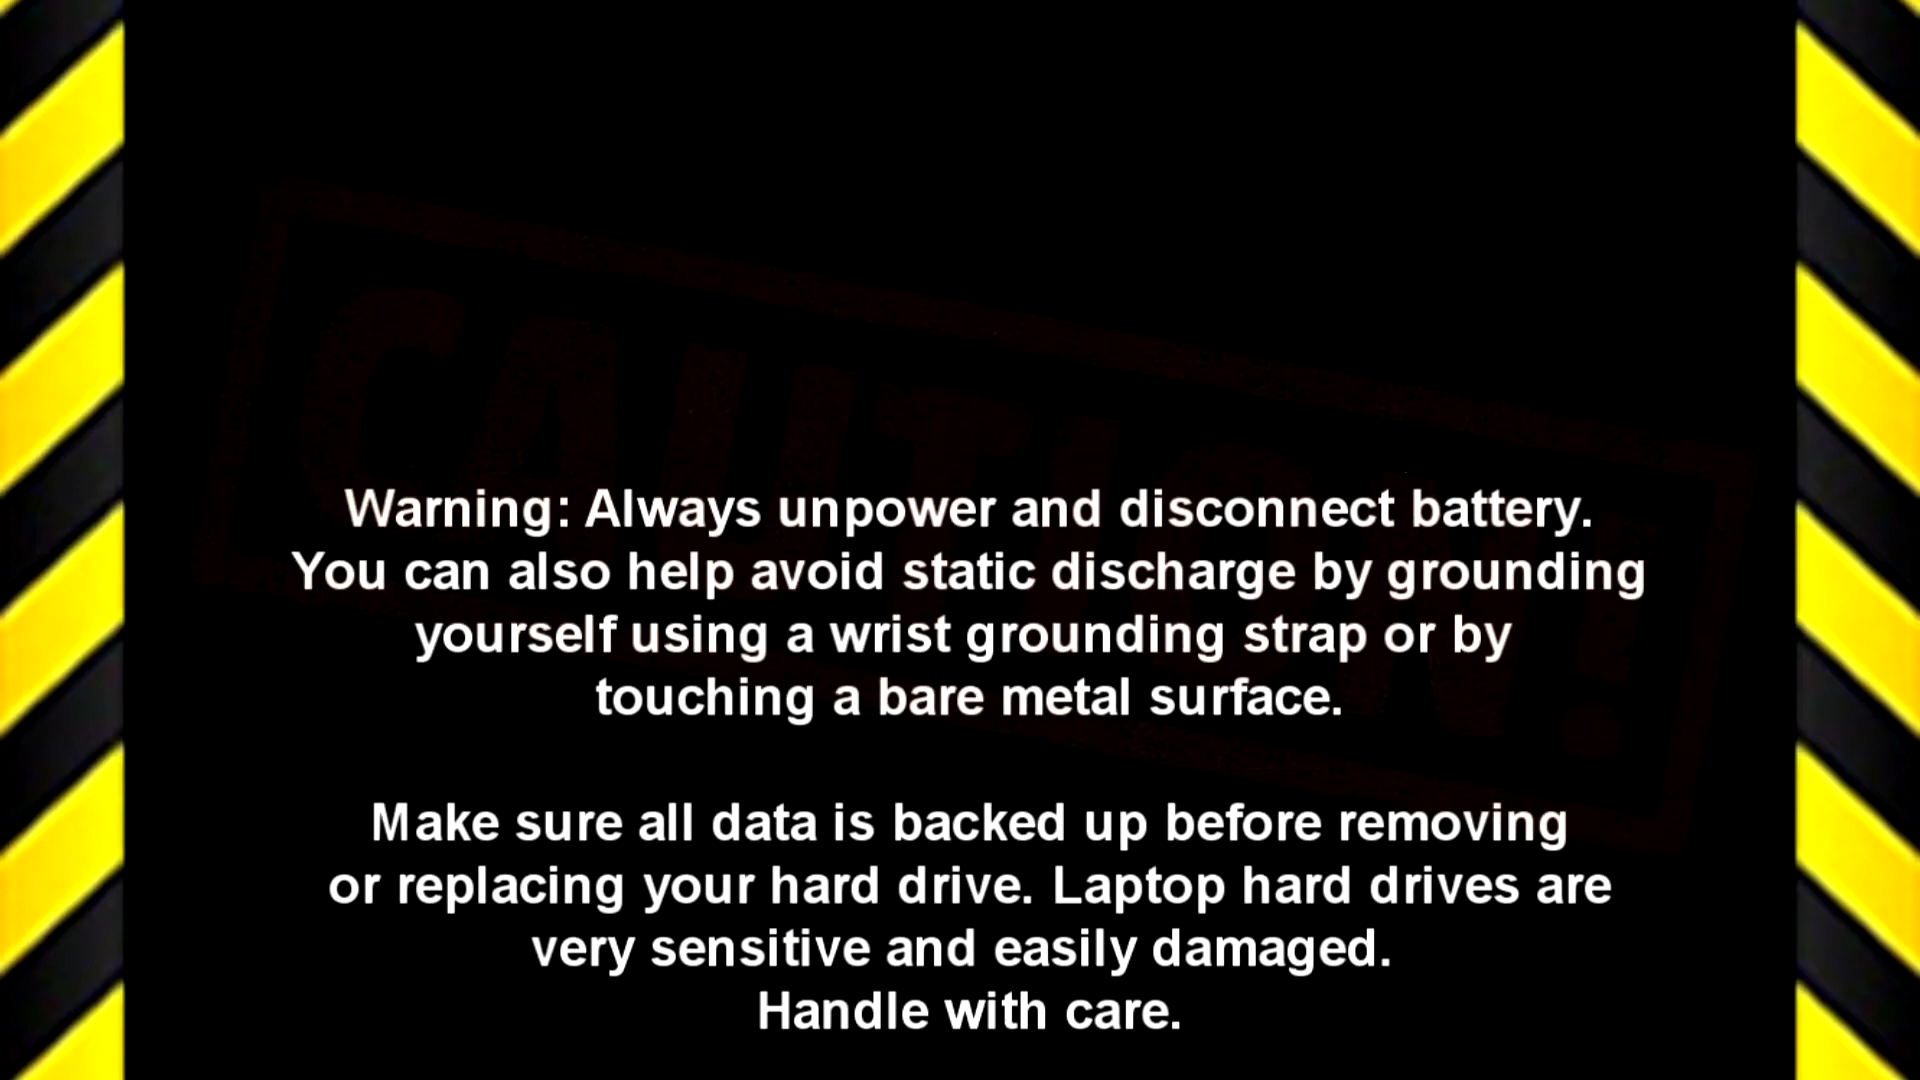 CAUTION!
Warning: Always unpower and disconnect battery.
You can also help avoid static discharge by grounding
yourself using a wrist grounding strap or by
touching a bare metal surface.
Make sure all data is backed up before removing
or replacing your hard drive. Laptop hard drives are
very sensitive and easily damaged.
Handle with care.